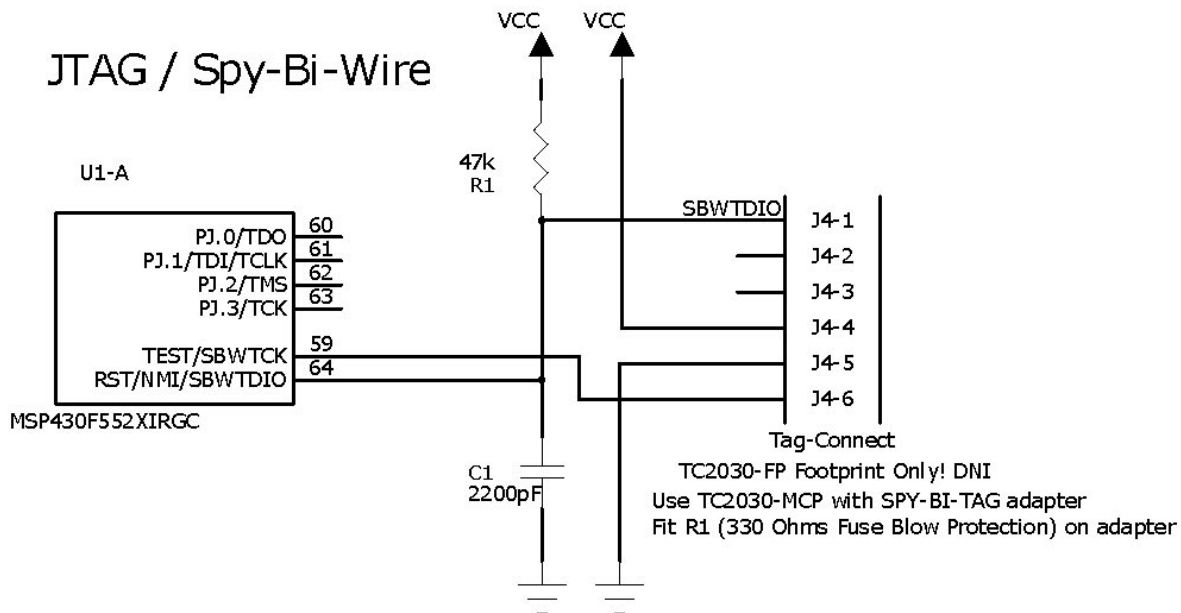 VCC
VCC
JTAG / Spy-Bi-Wire
47k
R1
U1-A
SBWTDIO
J4-1
J4-2
J4-3
J4-4
J4-5
J4-6
PJ.0/TDO
60
PJ.1/TDI/TCLK
61
PJ.2/TMS
62
PJ.3/TCK
63
TEST/SBWTCK
59
RST/NMI/SBWTDIO
64
MSP430F552XIRGC
C1
2200pF
Tag-Connect
TC2030-FP Footprint Only! DNI
Use TC2030-MCP with SPY-BI-TAG adapter
Fit R1 (330 Ohms Fuse Blow Protection) on adapter